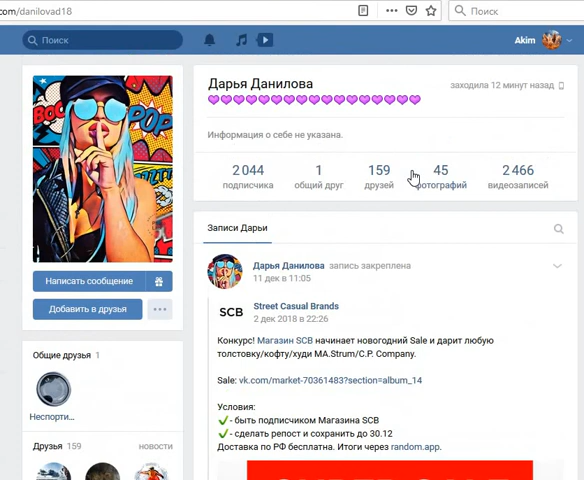 com/danilovad18
Поиск
Поиск
Akim
BOO
POP
Дарья Данилова
заходила 12 минут назад
Информация о себе не указана.
2 044 1 159 45 2 466
подписчика общий друг друзей фотографий видеозаписей
Написать сообщение
Добавить в друзья
Общие друзья 1
Неспорти...
Друзья 159 новости
Записи Дарьи
Дарья Данилова запись закреплена
11 дек в 11:05
SCB
Street Casual Brands
2 дек 2018 в 22:26
Конкурс! Магазин SCB начинает новогодний Sale и дарит любую
толстовку/кофту/худи MA.Strum/C.P. Company.
Sale: vk.com/market-70361483?section=album_14
Условия:
- быть подписчиком Магазина SCB
- сделать репост и сохранить до 30.12
Доставка по РФ бесплатна. Итоги через random.app.